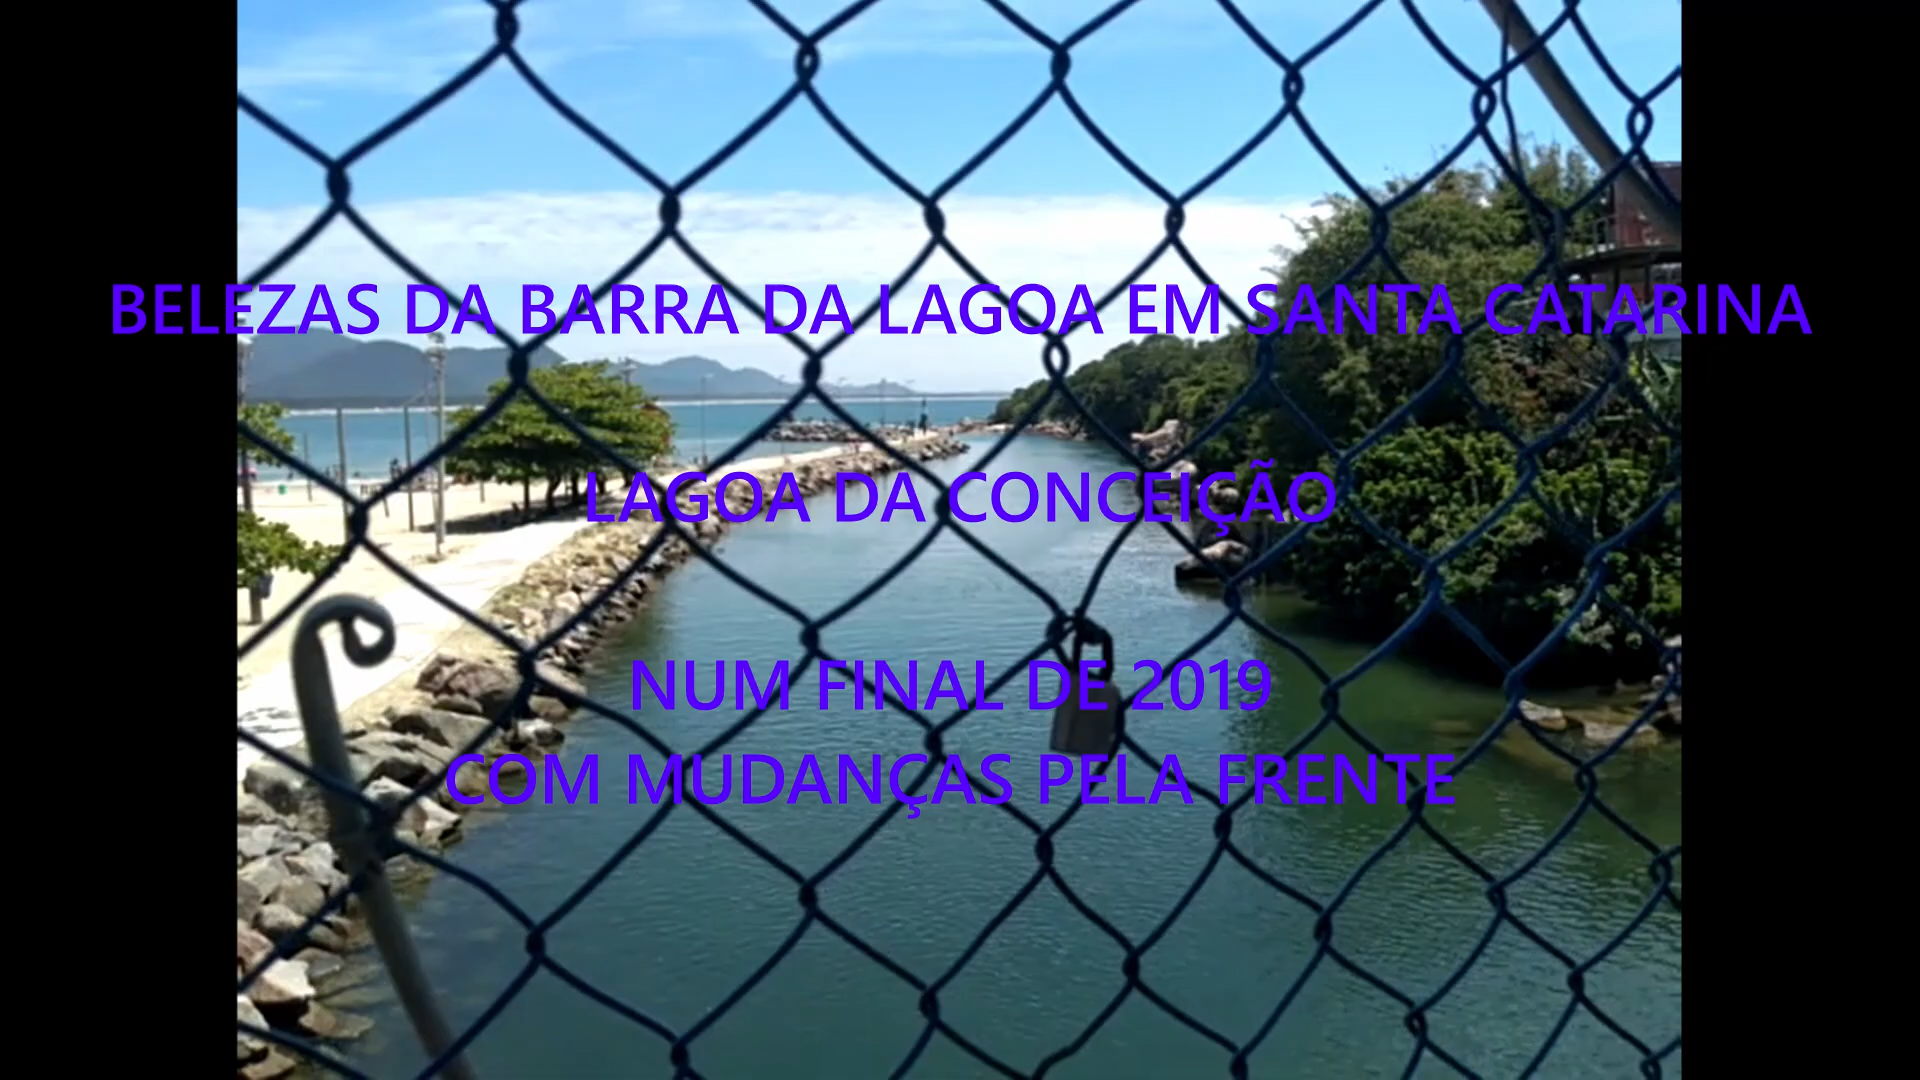 BELEZAS DA BARRA DA LAGOA EM SANTA CATARINA
LAGOA DA CONCEIÇÃO
NUM FINAL DE 2019
COM MUDANÇAS PELA FRENTE